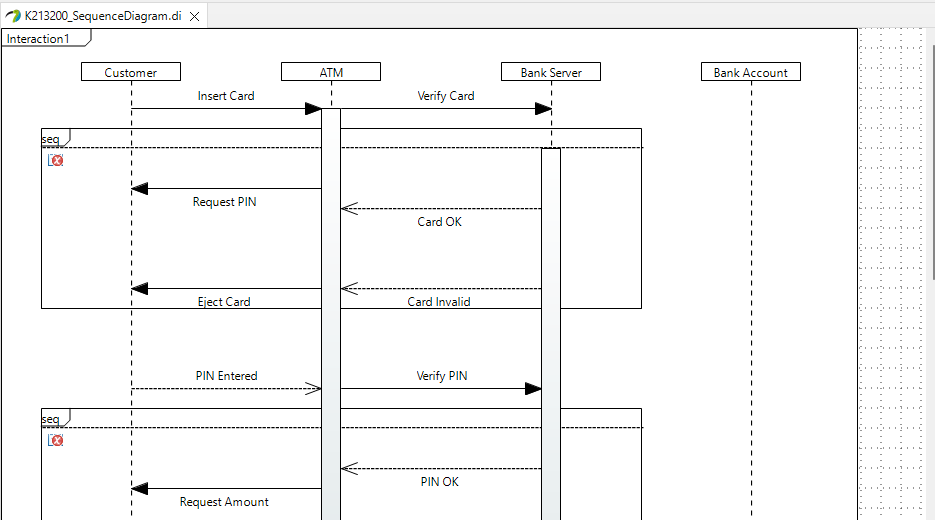 K213200_SequenceDiagram.di
Interaction1
Customer
ATM
Bank Server
Bank Account
Insert Card
Verify Card
seq
Request PIN
Card OK
Eject Card
Card Invalid
PIN Entered
Verify PIN
seq
PIN OK
Request Amount